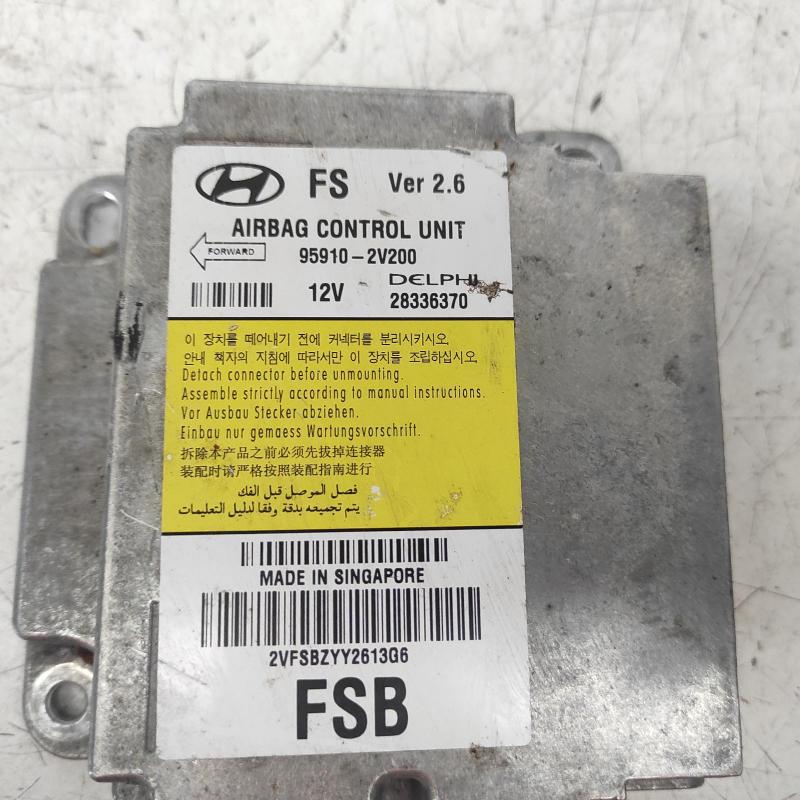 FS Ver 2.6
AIRBAG CONTROL UNIT
FORWARD 95910-2V200
12V DELPHI 28336370
이 장치를 떼어내기 전에 커넥터를 분리시키시오.
안내 책자의 지침에 따라서만 이 장치를 조립하십시오.
Detach connector before unmounting.
Assemble strictly according to manual instructions.
Vor Ausbau Stecker abziehen.
Einbau nur gemaess Wartungsvorschrift.
拆除本产品之前必须先拔掉连接器
装配时请严格按照装配指南进行
فصل الموصل قبل الفك
يتم تجميعه بدقة وفقا لدليل التعليمات
MADE IN SINGAPORE
2VFSBZYY2613G6
FSB